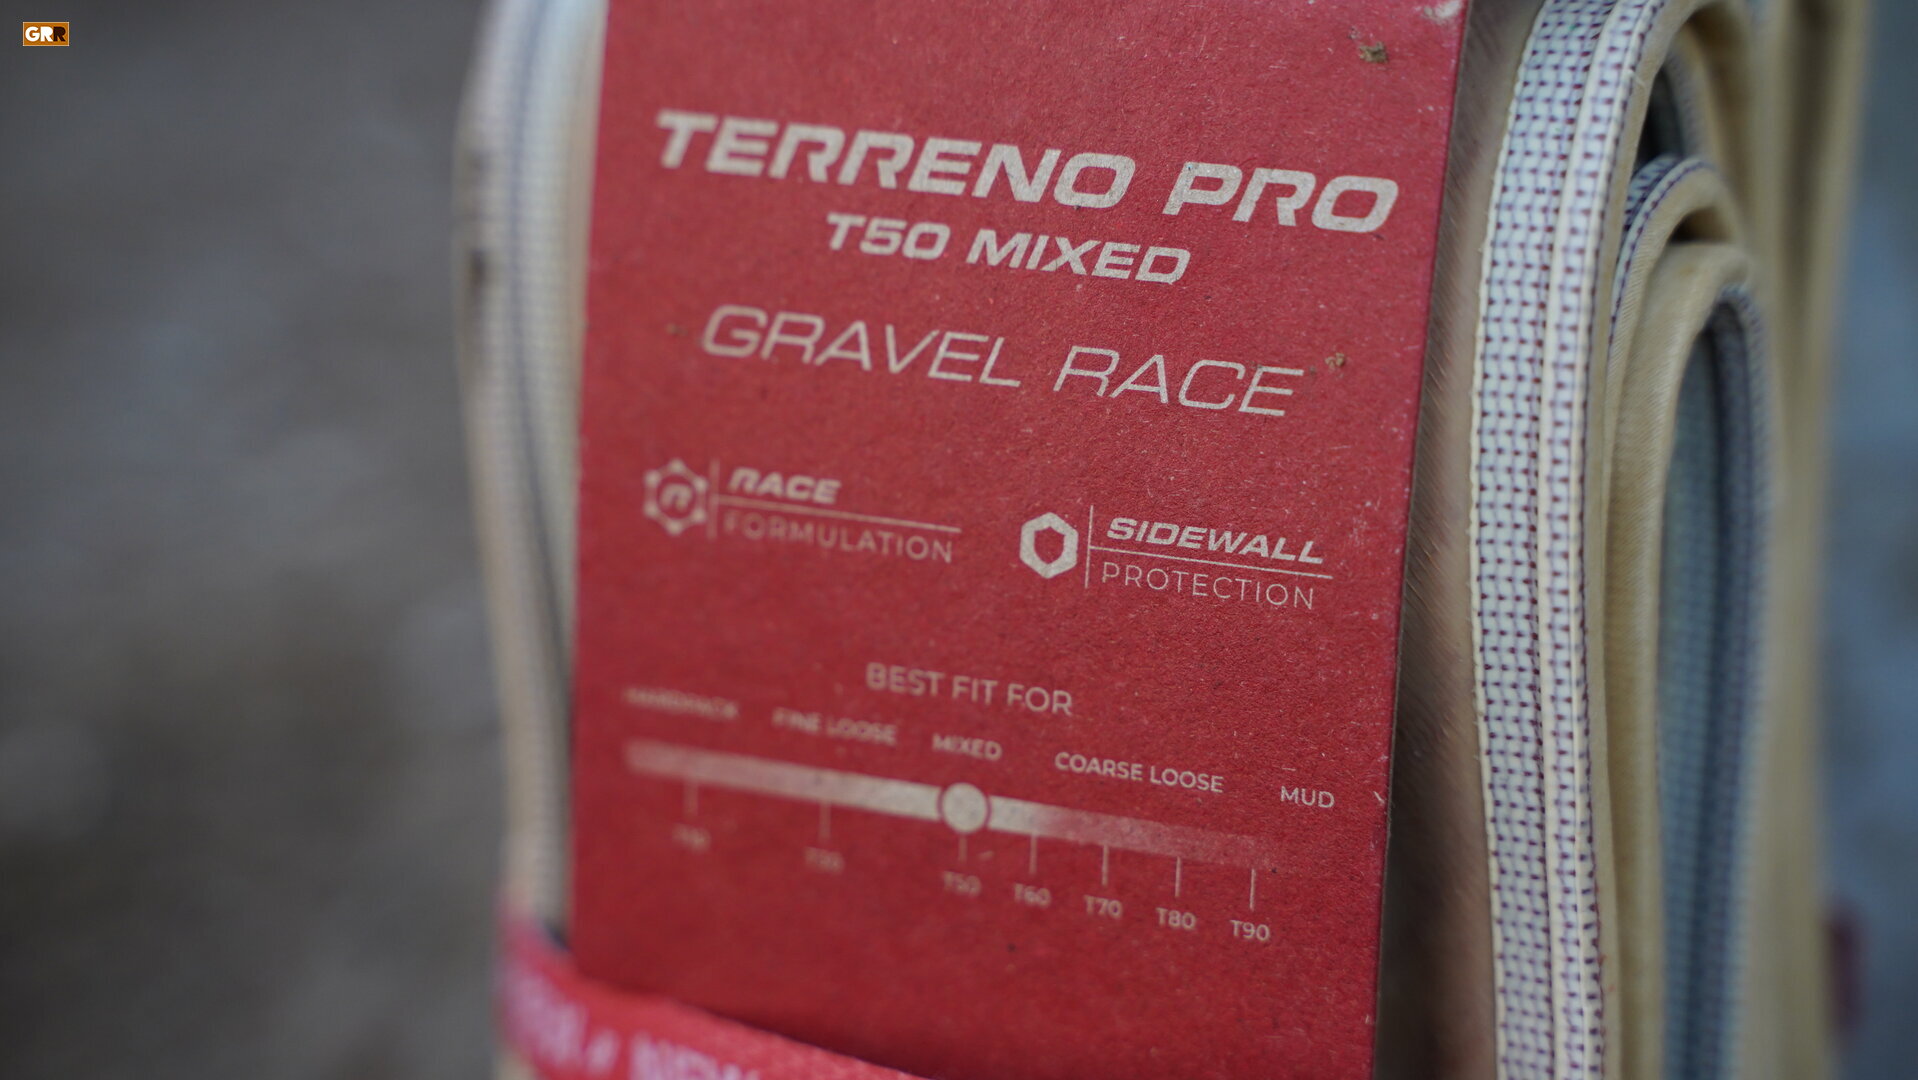 GRR
TERRENO PRO
T50 MIXED
GRAVEL RACE
RACE
FORMULATION
SIDEWALL
PROTECTION
BEST FIT FOR
HARDPACK FINE LOOSE MIXED COARSE LOOSE MUD
T50 T60 T70 T80 T90